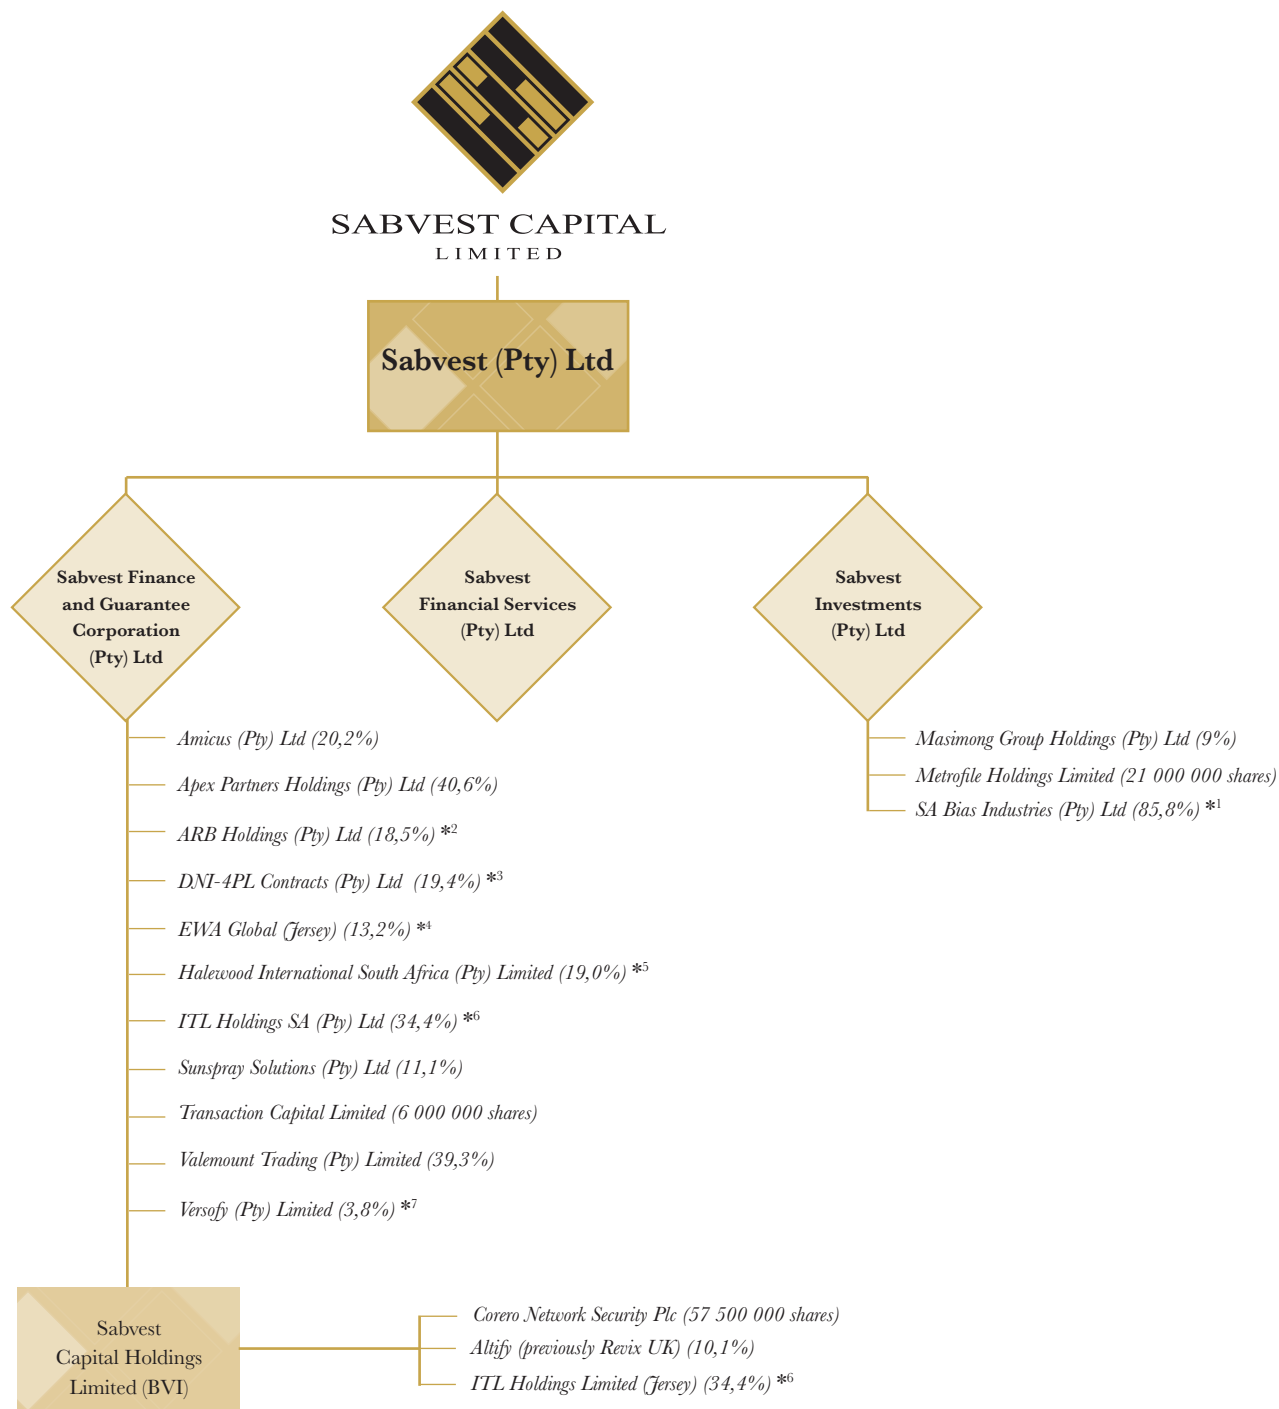 SABVEST CAPITAL
LIMITED
Sabvest (Pty) Ltd
Sabvest Finance
and Guarantee
Corporation
(Pty) Ltd
Sabvest
Financial Services
(Pty) Ltd
Sabvest
Investments
(Pty) Ltd
Amicus (Pty) Ltd (20,2%)
Apex Partners Holdings (Pty) Ltd (40,6%)
ARB Holdings (Pty) Ltd (18,5%) *2
DNI-4PL Contracts (Pty) Ltd (19,4%) *3
EWA Global (Jersey) (13,2%) *4
Halewood International South Africa (Pty) Limited (19,0%) *5
ITL Holdings SA (Pty) Ltd (34,4%) *6
Sunspray Solutions (Pty) Ltd (11,1%)
Transaction Capital Limited (6 000 000 shares)
Valemount Trading (Pty) Limited (39,3%)
Versofy (Pty) Limited (3,8%) *7
Masimong Group Holdings (Pty) Ltd (9%)
Metrofile Holdings Limited (21 000 000 shares)
SA Bias Industries (Pty) Ltd (85,8%) *1
Sabvest
Capital Holdings
Limited (BVI)
Corero Network Security Plc (57 500 000 shares)
Altify (previously Revix UK) (10,1%)
ITL Holdings Limited (Jersey) (34,4%) *6